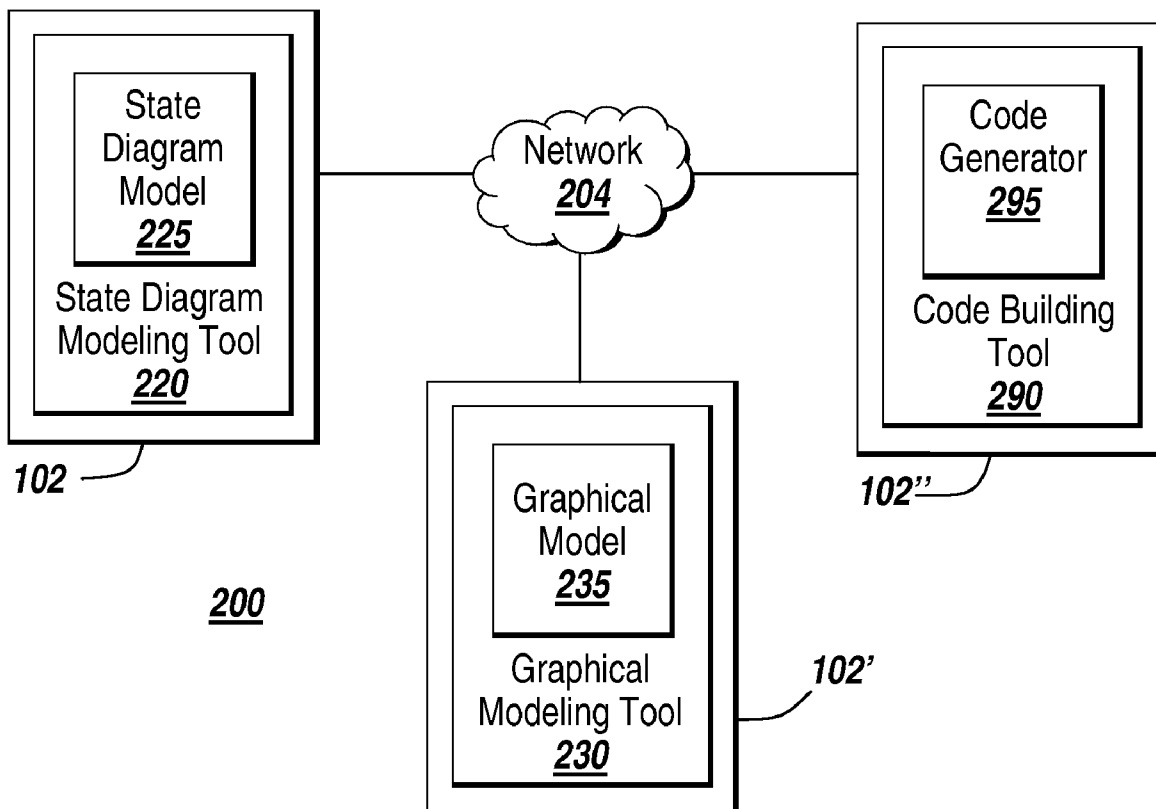 State
Diagram
Model
225
State Diagram
Modeling Tool
220
102
Network
204
Code
Generator
295
Code Building
Tool
290
102’’
Graphical
Model
235
Graphical
Modeling Tool
230
102’
200